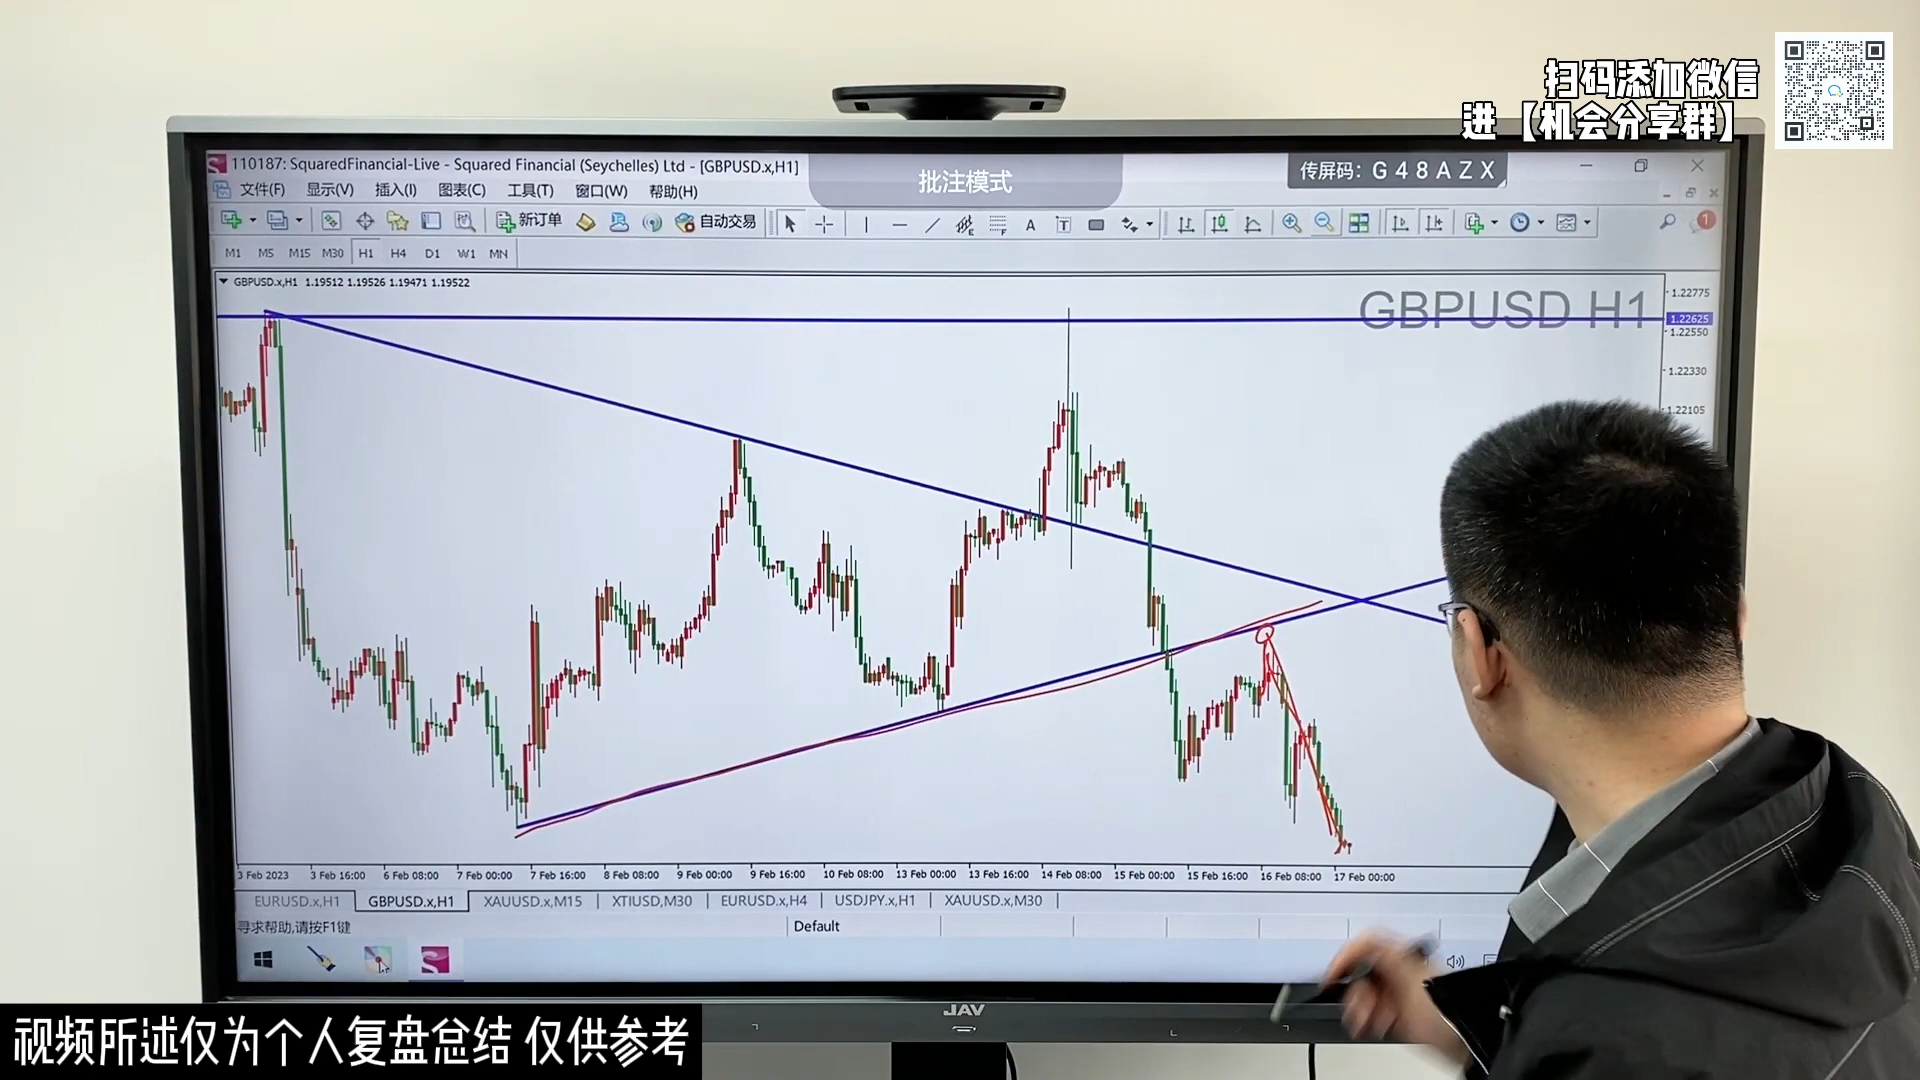 扫码添加微信
进【机会分享群】
110187: SquaredFinancial-Live - Squared Financial (Seychelles) Ltd - [GBPUSD.x,H1]
批注模式
传屏码: G48AZX
文件(F) 显示(V) 插入(I) 图表(C) 工具(T) 窗口(W) 帮助(H)
新订单 自动交易
M1 M5 M15 M30 H1 H4 D1 W1 MN
GBPUSD.x,H1 1.19512 1.19526 1.19471 1.19522
GBPUSD H1
1.22775
1.22625
1.22550
1.22330
1.22105
3 Feb 2023 3 Feb 16:00 6 Feb 08:00 7 Feb 00:00 7 Feb 16:00 8 Feb 08:00 9 Feb 00:00 9 Feb 16:00 10 Feb 08:00 13 Feb 00:00 13 Feb 16:00 14 Feb 08:00 15 Feb 00:00 15 Feb 16:00 16 Feb 08:00 17 Feb 00:00
EURUSD.x,H1 GBPUSD.x,H1 XAUUSD.x,M15 XTIUSD,M30 EURUSD.x,H4 USDJPY.x,H1 XAUUSD.x,M30
寻求帮助,请按F1键 Default
JAV
视频所述仅为个人复盘总结 仅供参考